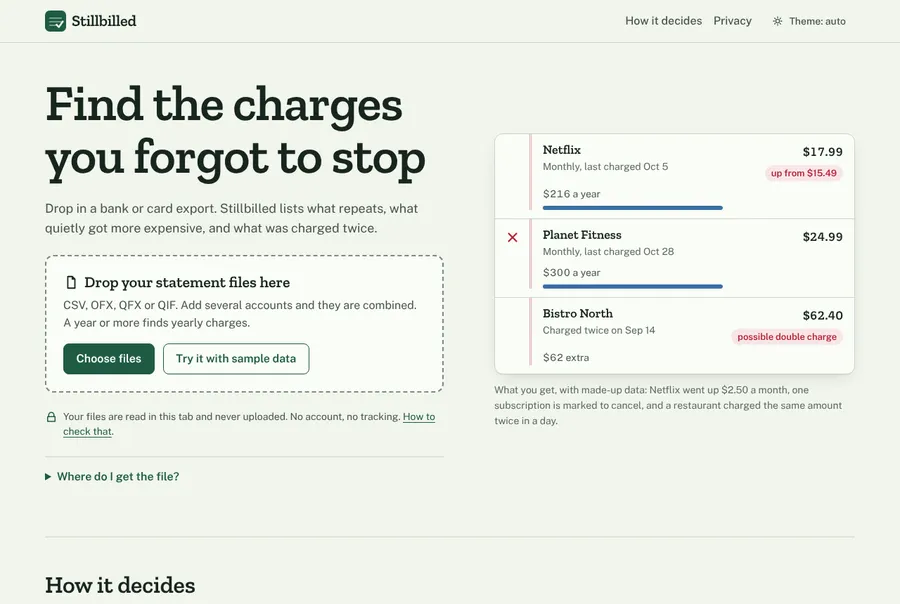 Stillbilled
How it decides
Privacy
Theme: auto
Find the charges
you forgot to stop
Drop in a bank or card export. Stillbilled lists what repeats, what
quietly got more expensive, and what was charged twice.
Drop your statement files here
CSV, OFX, QFX or QIF. Add several accounts and they are combined.
A year or more finds yearly charges.
Choose files
Try it with sample data
Your files are read in this tab and never uploaded. No account, no tracking. How to
check that.
Where do I get the file?
Netflix
$17.99
Monthly, last charged Oct 5
up from $15.49
$216 a year
Planet Fitness
$24.99
Monthly, last charged Oct 28
$300 a year
Bistro North
$62.40
Charged twice on Sep 14
possible double charge
$62 extra
What you get, with made-up data: Netflix went up $2.50 a month, one
subscription is marked to cancel, and a restaurant charged the same amount
twice in a day.
How it decides